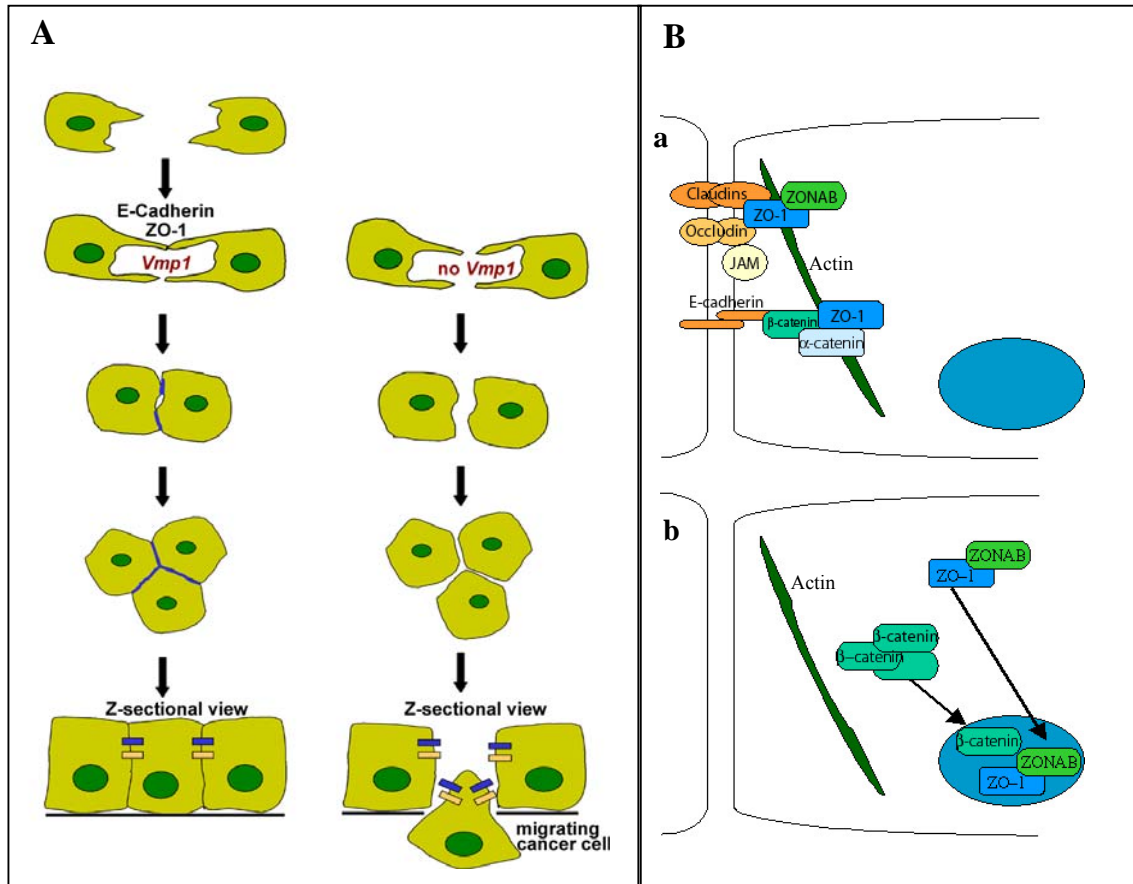 A
E-Cadherin
ZO-1
Vmp1
no Vmp1
Z-sectional view
Z-sectional view
migrating
cancer cell
B
a
Claudins
ZONAB
ZO-1
Occludin
JAM
Actin
E-cadherin
β-catenin
ZO-1
α-catenin
b
Actin
ZONAB
ZO–1
β-catenin
β–catenin
β-catenin
ZONAB
ZO–1